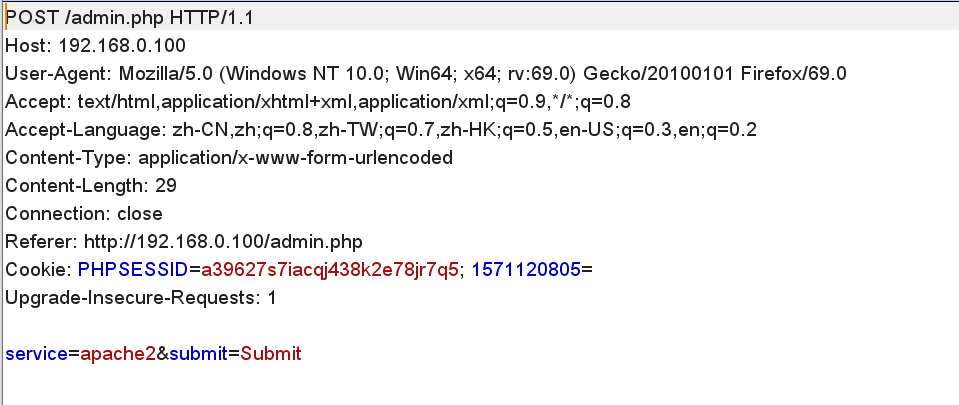 POST /admin.php HTTP/1.1
Host: 192.168.0.100
User-Agent: Mozilla/5.0 (Windows NT 10.0; Win64; x64; rv:69.0) Gecko/20100101 Firefox/69.0
Accept: text/html,application/xhtml+xml,application/xml;q=0.9,*/*;q=0.8
Accept-Language: zh-CN,zh;q=0.8,zh-TW;q=0.7,zh-HK;q=0.5,en-US;q=0.3,en;q=0.2
Content-Type: application/x-www-form-urlencoded
Content-Length: 29
Connection: close
Referer: http://192.168.0.100/admin.php
Cookie: PHPSESSID=a39627s7iacqj438k2e78jr7q5; 1571120805=
Upgrade-Insecure-Requests: 1
service=apache2&submit=Submit